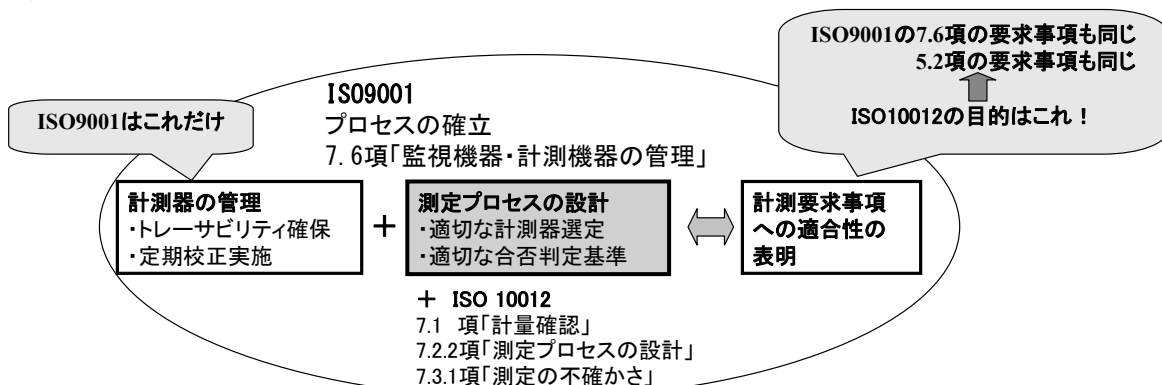 ISO9001の7.6項の要求事項も同じ
5.2項の要求事項も同じ
ISO10012の目的はこれ！
ISO9001はこれだけ
ISO9001
プロセスの確立
7.6項「監視機器・計測機器の管理」
計測器の管理
・トレーサビリティ確保
・定期校正実施
＋
測定プロセスの設計
・適切な計測器選定
・適切な合否判定基準
計測要求事項
への適合性の
表明
＋ ISO 10012
7.1 項「計量確認」
7.2.2項「測定プロセスの設計」
7.3.1項「測定の不確かさ」